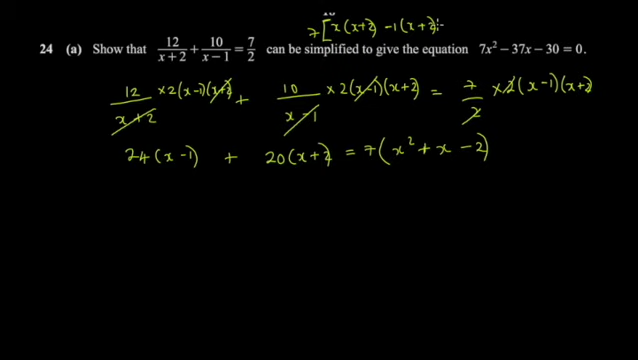 7[x(x+2) -1(x+2)
24 (a) Show that 12/(x+2) + 10/(x−1) = 7/2 can be simplified to give the equation 7x² − 37x − 30 = 0.
12/(x+2) ×2(x-1)(x+2) + 10/(x-1) ×2(x-1)(x+2) = 7/2 ×2(x-1)(x+2)
24(x-1) + 20(x+2) = 7(x²+x-2)